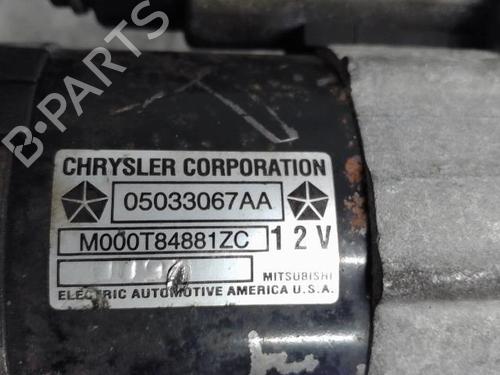 B-PARTS
CHRYSLER CORPORATION
05033067AA
M000T84881ZC 12V
MITSUBISHI
ELECTRIC AUTOMOTIVE AMERICA U.S.A.